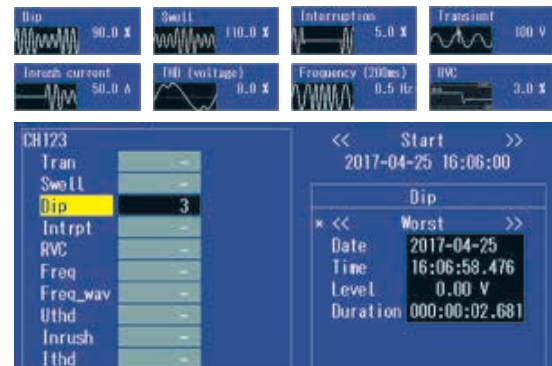 Dip 90.0 %
Swell 110.0 %
Interruption 5.0 %
Transient 100 V
Inrush current 50.0 A
THD (voltage) 8.0 %
Frequency (200ms) 0.5 Hz
RVC 3.0 %
CH123
<< Start >>
2017-04-25 16:06:00
Tran -
Swell -
Dip 3
Intrpt -
RVC -
Freq -
Freq_wav -
Uthd -
Inrush -
Ithd -
Dip
* << Worst >>
Date 2017-04-25
Time 16:06:58.476
Level 0.00 V
Duration 000:00:02.681